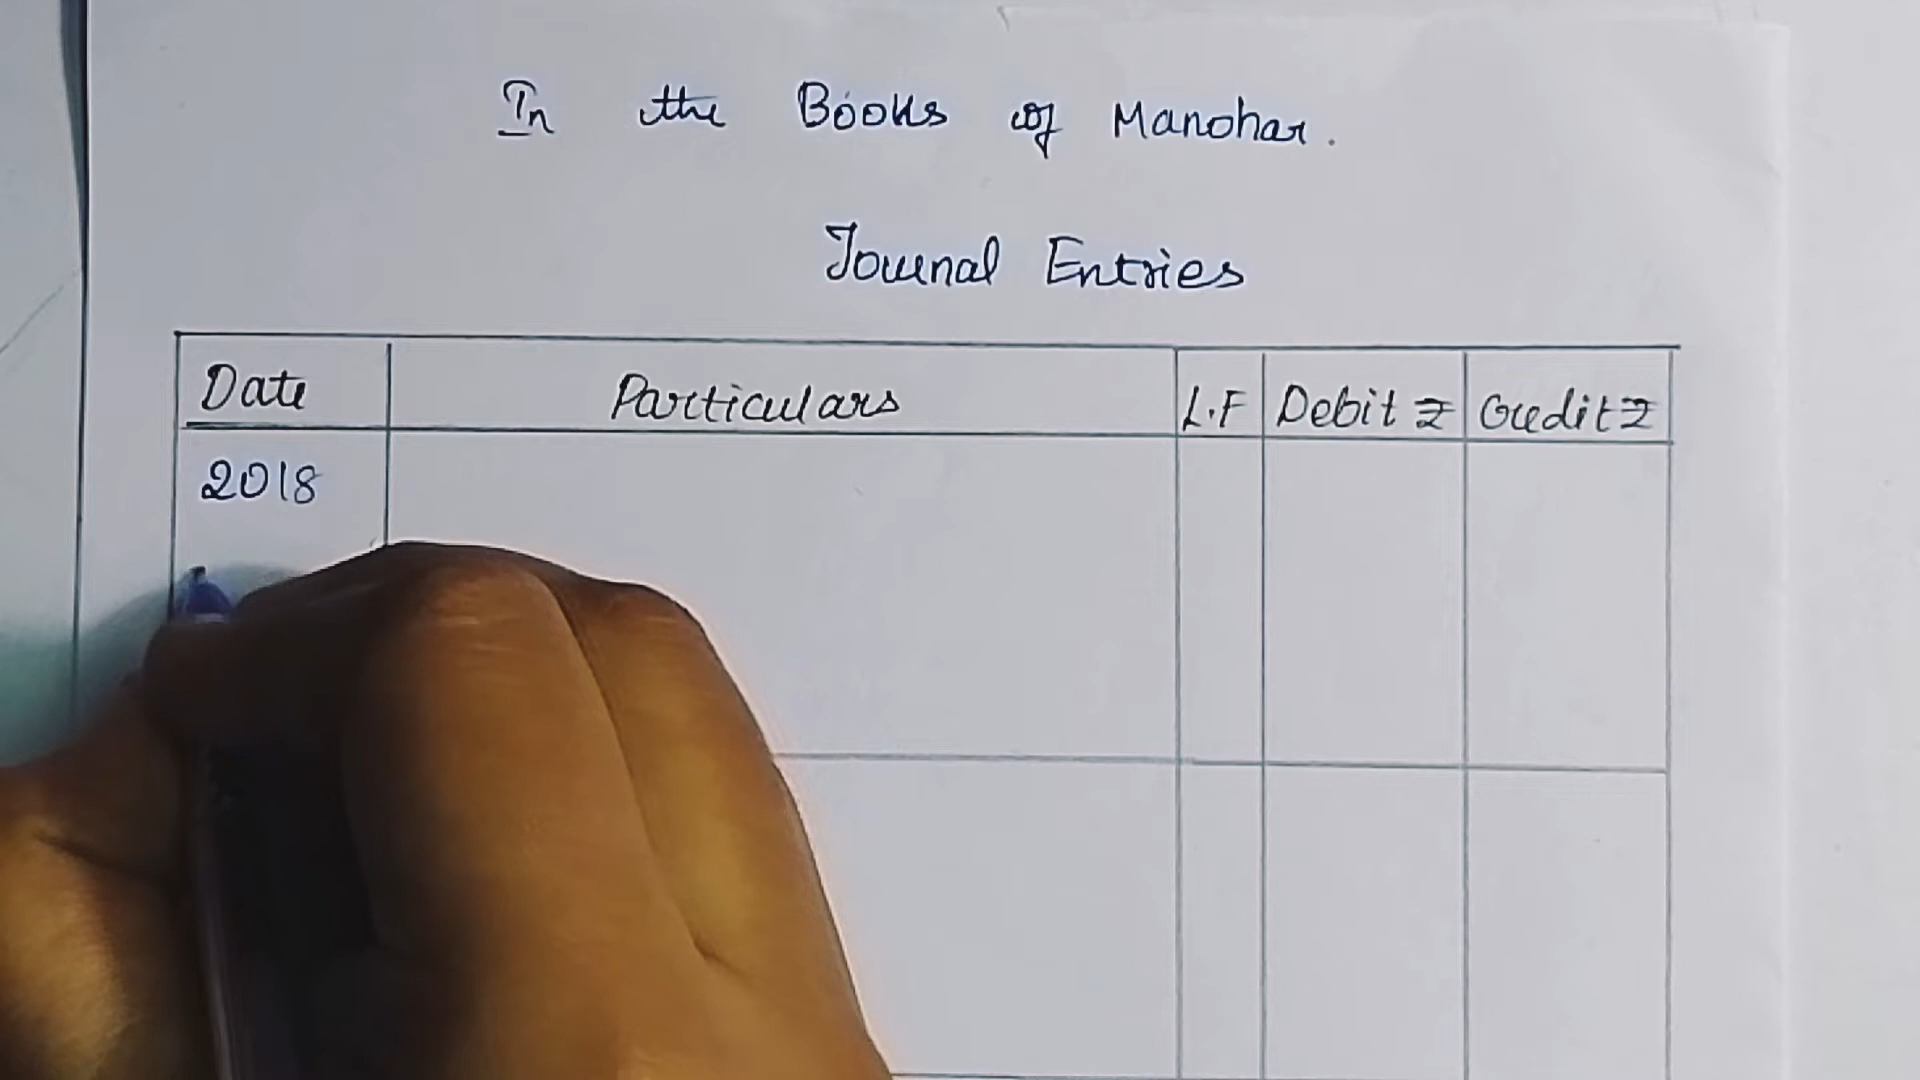 In the Books of Manohar.
Journal Entries
Date Particulars L.F Debit ₹ Credit ₹
2018